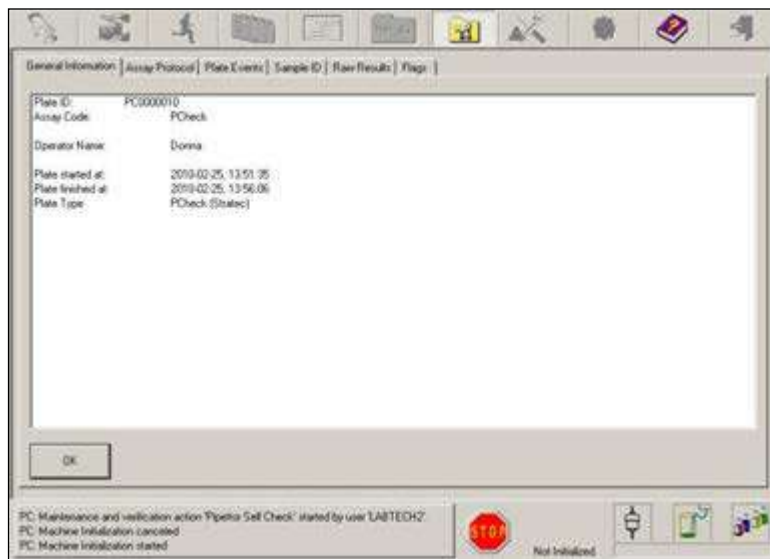 General Information Assay Protocol Plate Events Sample ID Raw Results Flags
Plate ID: PC0000010
Assay Code: PCheck
Operator Name: Donna
Plate started at: 2010-02-25, 13:51:35
Plate finished at: 2010-02-25, 13:56:06
Plate Type PCheck (Stratec)
OK
PC: Maintenance and verification action 'Pipettor Self Check' started by user 'LABTECH2'.
PC: Machine Initialization canceled
PC: Machine Initialization started
STOP
Not Initialized